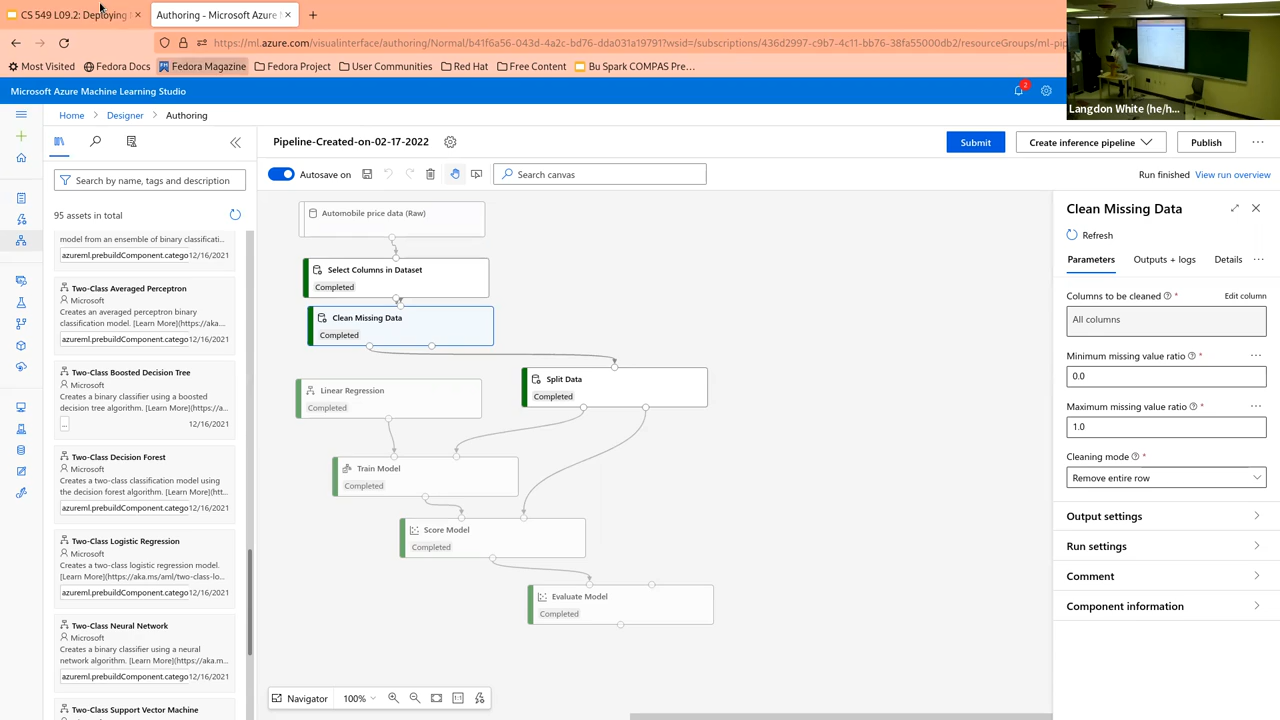 CS 549 L09.2: Deploying
Authoring - Microsoft Azure
https://ml.azure.com/visualinterface/authoring/Normal/b41f6a56-043d-4a2c-bd76-dda031a19791?wsid=/subscriptions/436d2997-c9b7-4c11-bb76-38fa55000db2/resourceGroups/ml-pi
Most Visited Fedora Docs Fedora Magazine Fedora Project User Communities Red Hat Free Content Bu Spark COMPAS Pre…
Langdon White (he/h...
Microsoft Azure Machine Learning Studio
2
Home > Designer > Authoring
Pipeline-Created-on-02-17-2022
Submit
Create inference pipeline
Publish
Search by name, tags and description
Autosave on
Search canvas
Run finished View run overview
95 assets in total
model from an ensemble of binary classificati...
azureml.prebuildComponent.catego 12/16/2021
Two-Class Averaged Perceptron
Microsoft
Creates an averaged perceptron binary
classification model. [Learn More](https://aka...
azureml.prebuildComponent.catego 12/16/2021
Two-Class Boosted Decision Tree
Microsoft
Creates a binary classifier using a boosted
decision tree algorithm. [Learn More](https://a...
... 12/16/2021
Two-Class Decision Forest
Microsoft
Creates a two-class classification model using
the decision forest algorithm. [Learn More](htt...
azureml.prebuildComponent.catego 12/16/2021
Two-Class Logistic Regression
Microsoft
Creates a two-class logistic regression model.
[Learn More](https://aka.ms/aml/two-class-lo...
azureml.prebuildComponent.catego 12/16/2021
Two-Class Neural Network
Microsoft
Creates a binary classifier using a neural
network algorithm. [Learn More](https://aka.m...
azureml.prebuildComponent.catego 12/16/2021
Two-Class Support Vector Machine
Automobile price data (Raw)
Select Columns in Dataset
Completed
Clean Missing Data
Completed
Split Data
Completed
Linear Regression
Completed
Train Model
Completed
Score Model
Completed
Evaluate Model
Completed
Navigator
100%
Clean Missing Data
Refresh
Parameters Outputs + logs Details
Columns to be cleaned * Edit column
All columns
Minimum missing value ratio *
0.0
Maximum missing value ratio *
1.0
Cleaning mode *
Remove entire row
Output settings
Run settings
Comment
Component information